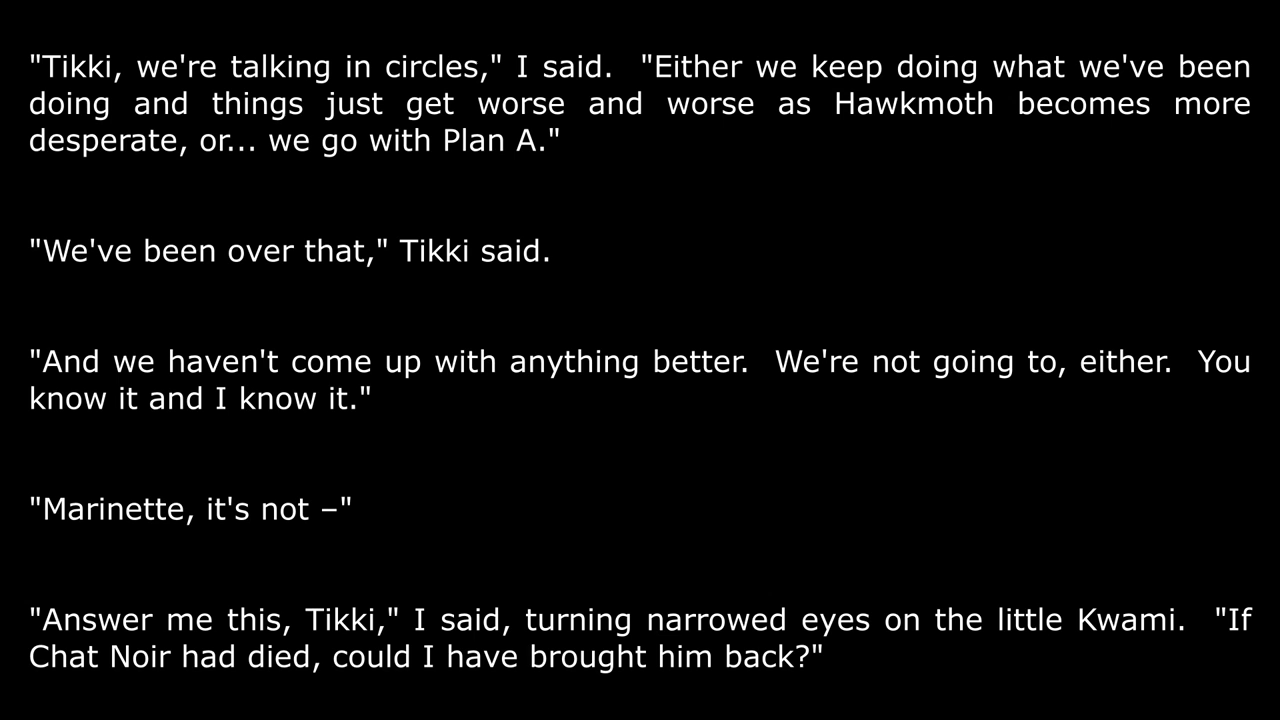 "Tikki, we're talking in circles," I said.  "Either we keep doing what we've been
doing and things just get worse and worse as Hawkmoth becomes more
desperate, or... we go with Plan A."
"We've been over that," Tikki said.
"And we haven't come up with anything better.  We're not going to, either.  You
know it and I know it."
"Marinette, it's not –"
"Answer me this, Tikki," I said, turning narrowed eyes on the little Kwami.  "If
Chat Noir had died, could I have brought him back?"